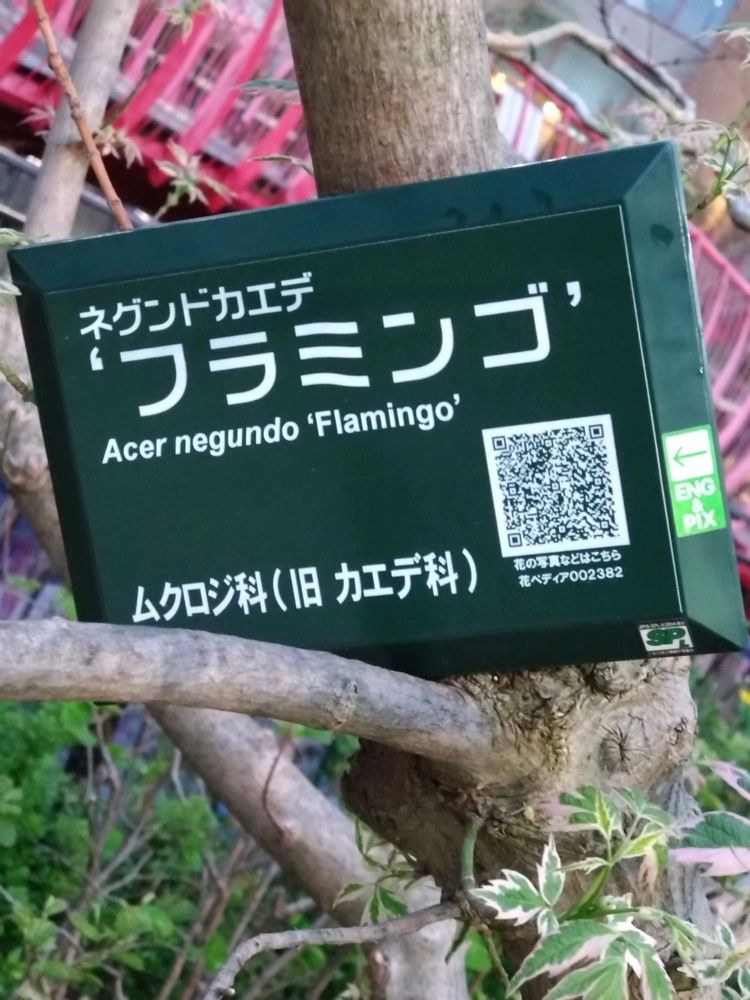 ネグンドカエデ
‘フラミンゴ’
Acer negundo ‘Flamingo’
ムクロジ科(旧 カエデ科)
花の写真などはこちら
花ペディア002382
←
ENG
&
PIX
SPL